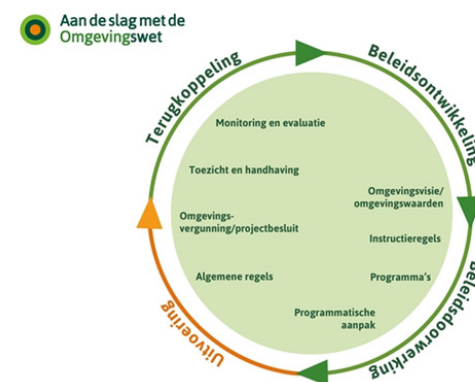 Aan de slag met de
Omgevingswet
Terugkoppeling
Beleidsontwikkeling
Monitoring en evaluatie
Toezicht en handhaving
Omgevingsvisie/
omgevingswaarden
Omgevings-
vergunning/projectbesluit
Instructieregels
Algemene regels
Programma's
Programmatische
aanpak
Uitvoering
Beleidsdoorwerking